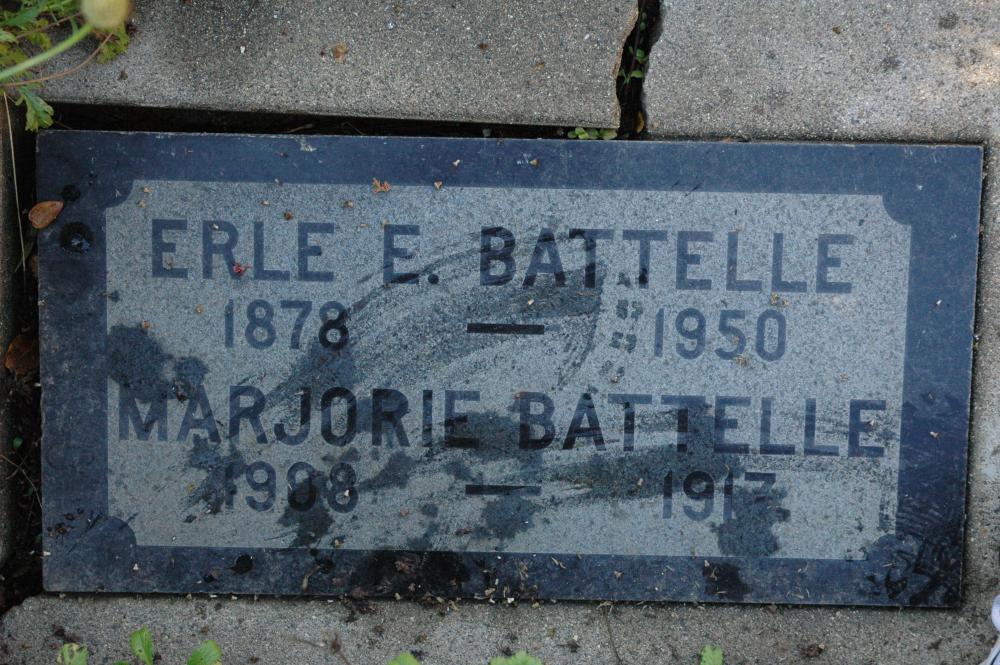 ERLE E. BATTELLE
1878 — 1950
MARJORIE BATTELLE
1908 — 1917